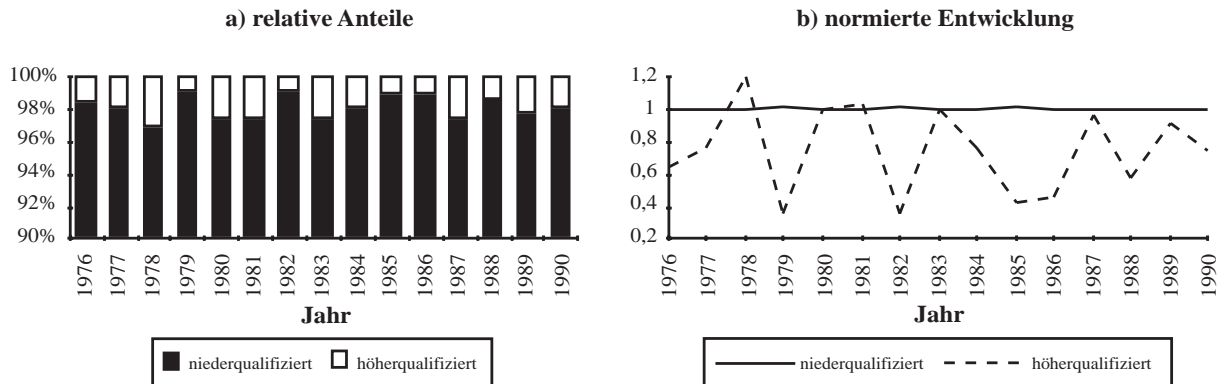 a) relative Anteile
100%
98%
96%
94%
92%
90%
1976 1977 1978 1979 1980 1981 1982 1983 1984 1985 1986 1987 1988 1989 1990
Jahr
niederqualifiziert höherqualifiziert
b) normierte Entwicklung
1,2
1
0,8
0,6
0,4
0,2
1976 1977 1978 1979 1980 1981 1982 1983 1984 1985 1986 1987 1988 1989 1990
Jahr
niederqualifiziert höherqualifiziert